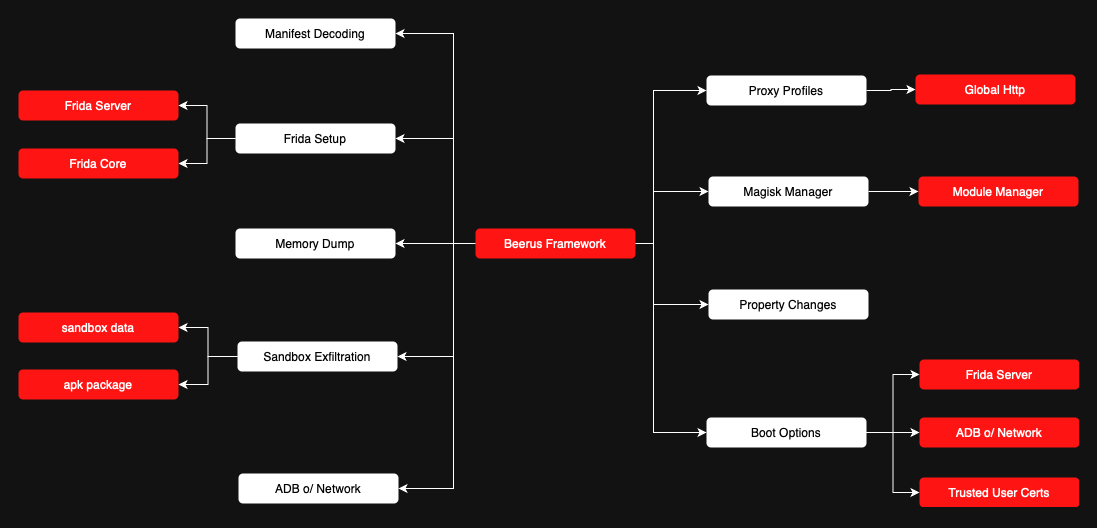 Manifest Decoding
Frida Server
Frida Setup
Frida Core
Memory Dump
sandbox data
Sandbox Exfiltration
apk package
ADB o/ Network
Beerus Framework
Proxy Profiles
Global Http
Magisk Manager
Module Manager
Property Changes
Boot Options
Frida Server
ADB o/ Network
Trusted User Certs